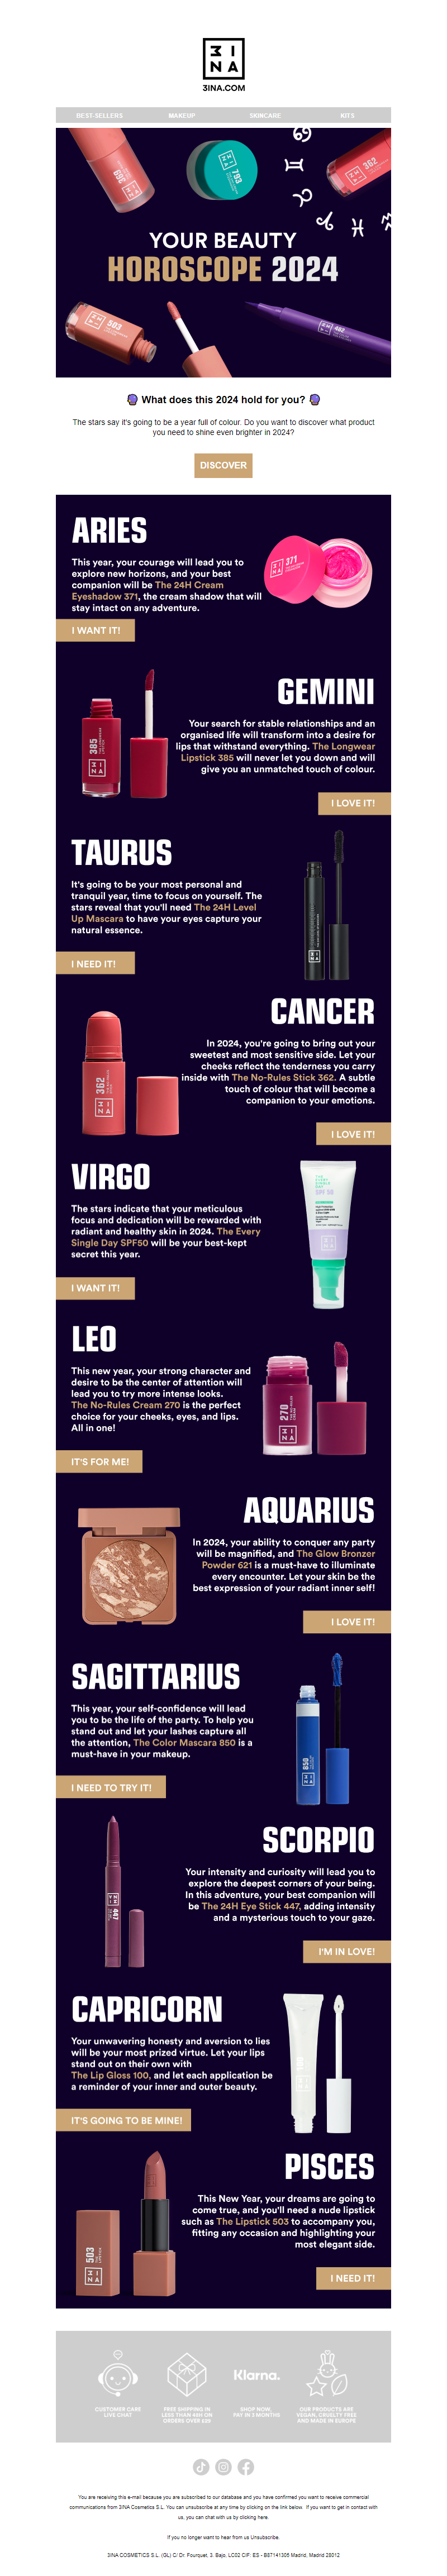 3INA
3INA.COM
BEST-SELLERS MAKEUP SKINCARE KITS
369
793
362
YOUR BEAUTY
HOROSCOPE 2024
503
482
What does this 2024 hold for you?
The stars say it's going to be a year full of colour. Do you want to discover what product
you need to shine even brighter in 2024?
DISCOVER
ARIES
This year, your courage will lead you to
explore new horizons, and your best
companion will be The 24H Cream
Eyeshadow 371, the cream shadow that will
stay intact on any adventure.
371
I WANT IT!
GEMINI
Your search for stable relationships and an
organised life will transform into a desire for
lips that withstand everything. The Longwear
Lipstick 385 will never let you down and will
give you an unmatched touch of colour.
385
I LOVE IT!
TAURUS
It's going to be your most personal and
tranquil year, time to focus on yourself. The
stars reveal that you'll need The 24H Level
Up Mascara to have your eyes capture your
natural essence.
I NEED IT!
CANCER
In 2024, you're going to bring out your
sweetest and most sensitive side. Let your
cheeks reflect the tenderness you carry
inside with The No-Rules Stick 362. A subtle
touch of colour that will become a
companion to your emotions.
362
I LOVE IT!
VIRGO
The stars indicate that your meticulous
focus and dedication will be rewarded with
radiant and healthy skin in 2024. The Every
Single Day SPF50 will be your best-kept
secret this year.
THE
EVERY
SINGLE
DAY
SPF 50
I WANT IT!
LEO
This new year, your strong character and
desire to be the center of attention will
lead you to try more intense looks.
The No-Rules Cream 270 is the perfect
choice for your cheeks, eyes, and lips.
All in one!
270
IT'S FOR ME!
AQUARIUS
In 2024, your ability to conquer any party
will be magnified, and The Glow Bronzer
Powder 621 is a must-have to illuminate
every encounter. Let your skin be the
best expression of your radiant inner self!
I LOVE IT!
SAGITTARIUS
This year, your self-confidence will lead
you to be the life of the party. To help you
stand out and let your lashes capture all
the attention, The Color Mascara 850 is a
must-have in your makeup.
850
I NEED TO TRY IT!
SCORPIO
Your intensity and curiosity will lead you to
explore the deepest corners of your being.
In this adventure, your best companion will
be The 24H Eye Stick 447, adding intensity
and a mysterious touch to your gaze.
447
I'M IN LOVE!
CAPRICORN
Your unwavering honesty and aversion to lies
will be your most prized virtue. Let your lips
stand out on their own with
The Lip Gloss 100, and let each application be
a reminder of your inner and outer beauty.
100
IT'S GOING TO BE MINE!
PISCES
This New Year, your dreams are going to
come true, and you'll need a nude lipstick
such as The Lipstick 503 to accompany you,
fitting any occasion and highlighting your
most elegant side.
503
I NEED IT!
CUSTOMER CARE
LIVE CHAT
FREE SHIPPING IN
LESS THAN 48H ON
Klarna.
SHOP NOW,
PAY IN 3 MONTHS
OUR PRODUCTS ARE
VEGAN, CRUELTY FREE
AND MADE IN EUROPE
You are receiving this e-mail because you are subscribed to our database and you have confirmed you want to receive commercial
communications from 3INA Cosmetics S.L. You can unsubscribe at any time by clicking on the link below. If you want to get in contact with
us, you can chat with us by clicking here.
If you no longer want to hear from us Unsubscribe.
3INA COSMETICS S.L. (GL) C/ Dr. Fourquet, 3. Bajo, LC02 CIF: ES - B87141305 Madrid, Madrid 28012